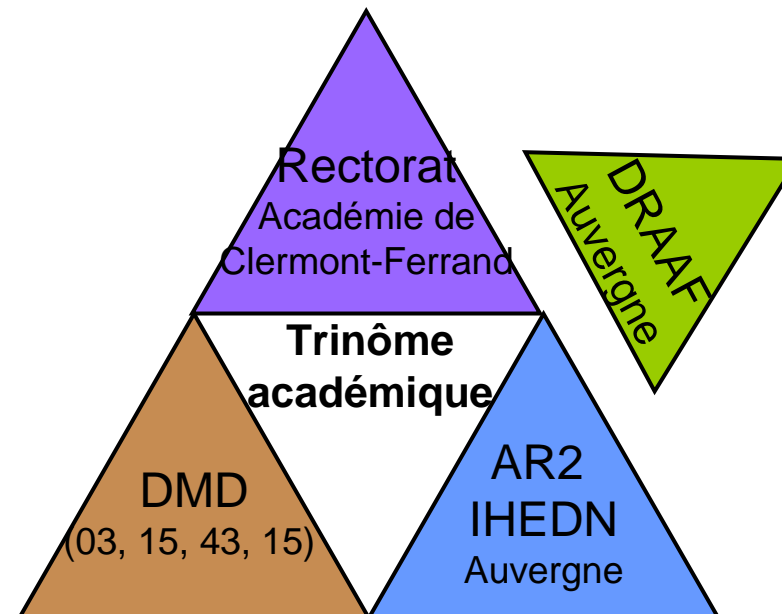 Rectorat
Académie de
Clermont-Ferrand
DRAAF
Auvergne
Trinôme
académique
DMD
(03, 15, 43, 15)
AR2
IHEDN
Auvergne